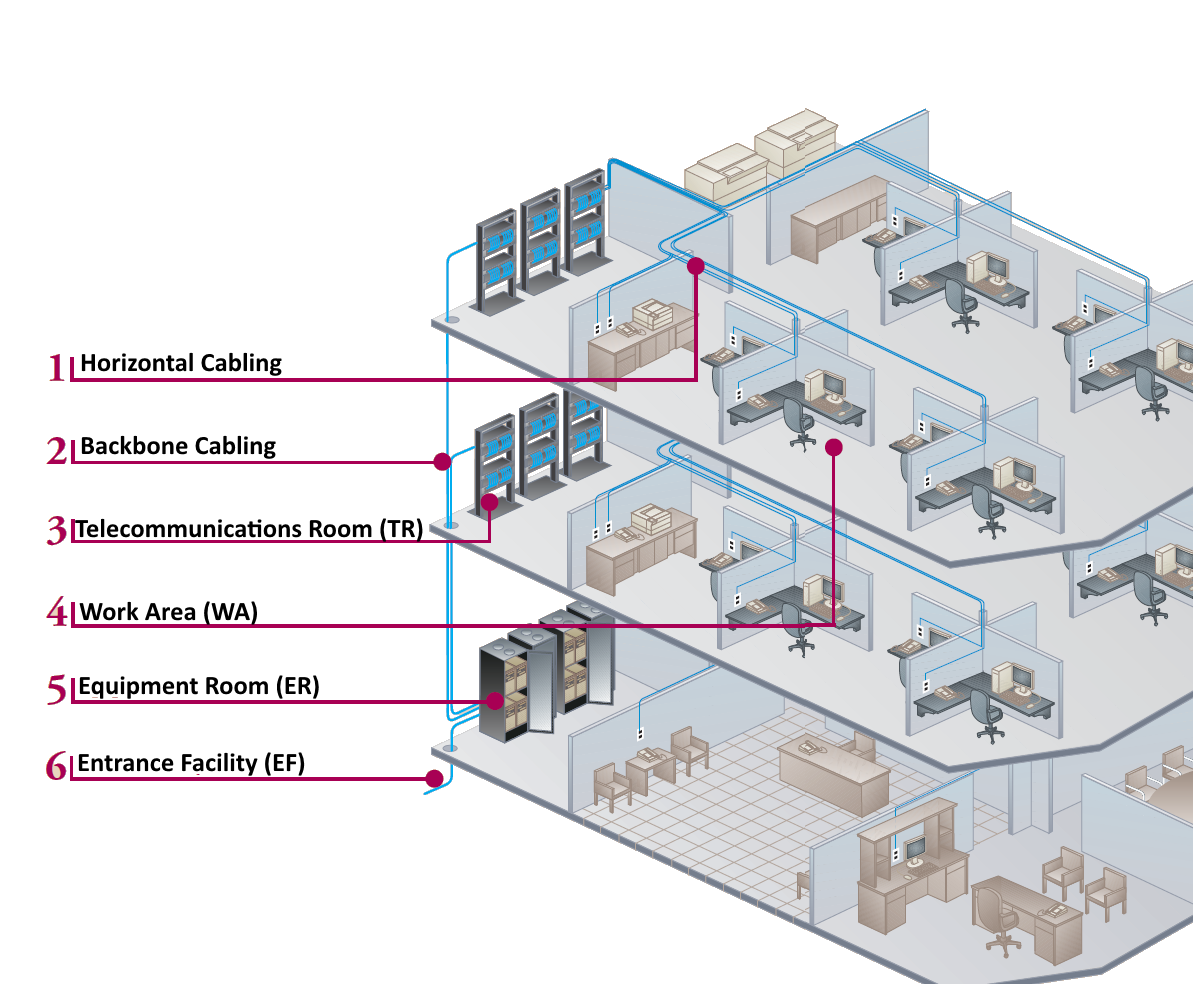 1 Horizontal Cabling
2 Backbone Cabling
3 Telecommunications Room (TR)
4 Work Area (WA)
5 Equipment Room (ER)
6 Entrance Facility (EF)